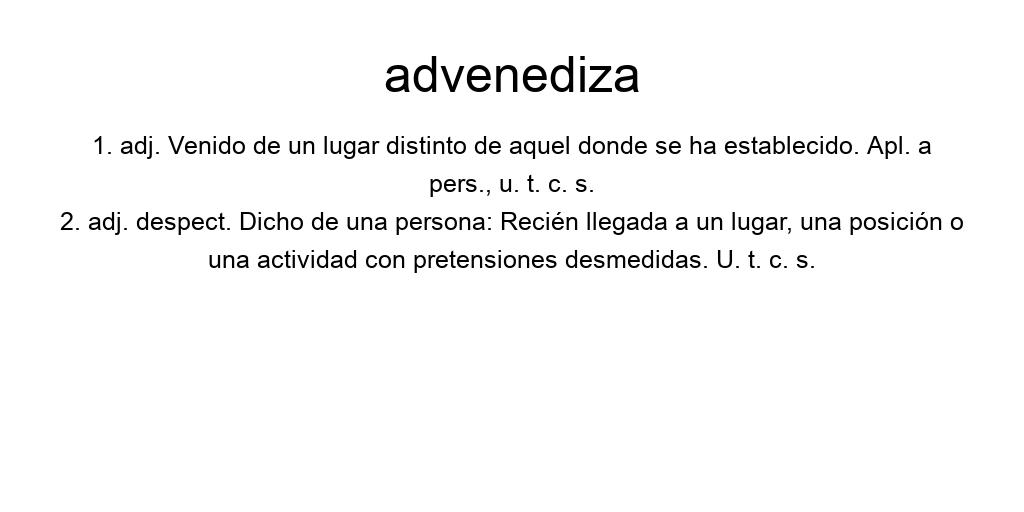 advenediza
1. adj. Venido de un lugar distinto de aquel donde se ha establecido. Apl. a
pers., u. t. c. s.
2. adj. despect. Dicho de una persona: Recién llegada a un lugar, una posición o
una actividad con pretensiones desmedidas. U. t. c. s.